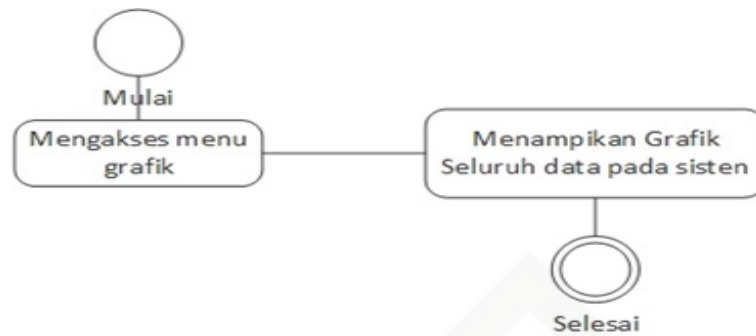 Mulai
Mengakses menu
grafik
Menampikan Grafik
Seluruh data pada sisten
Selesai